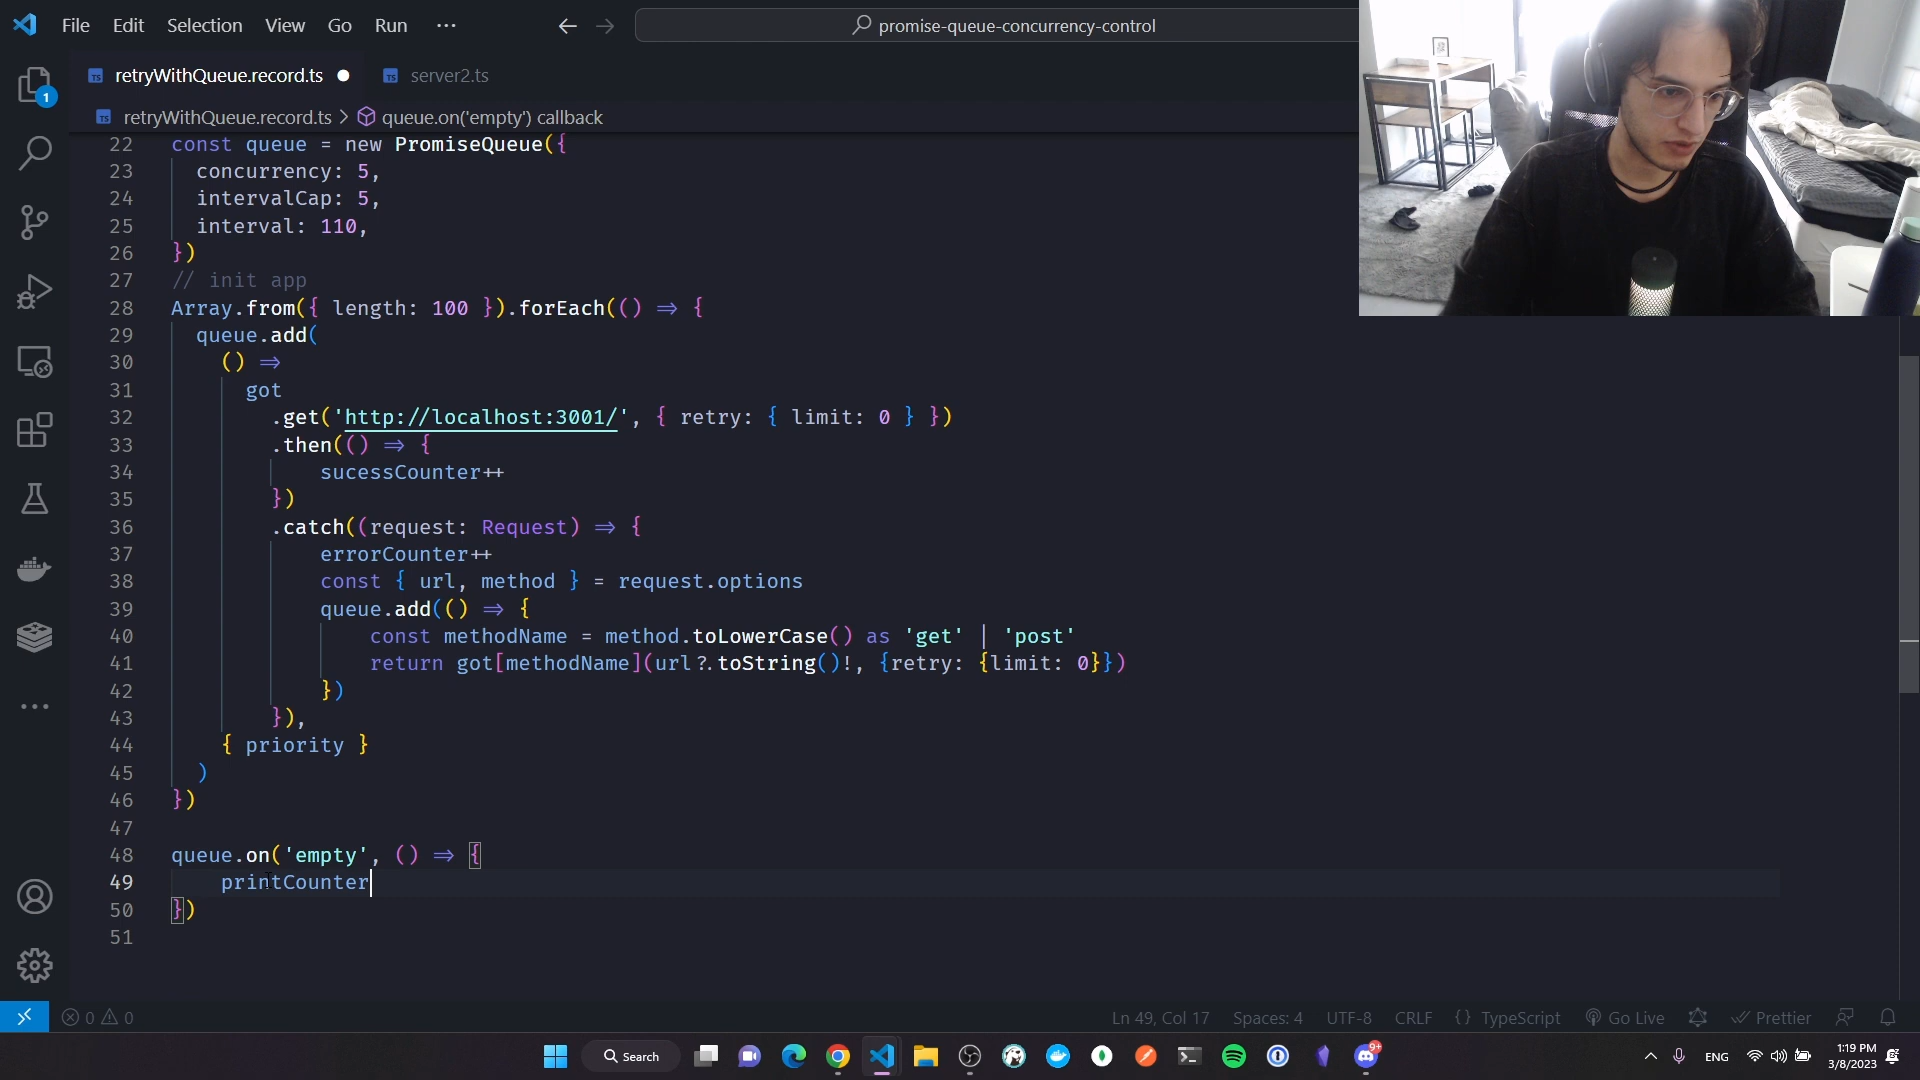 File Edit Selection View Go Run ···
promise-queue-concurrency-control
retryWithQueue.record.ts
server2.ts
retryWithQueue.record.ts > queue.on('empty') callback
22 const queue = new PromiseQueue({
23 concurrency: 5,
24 intervalCap: 5,
25 interval: 110,
26 })
27 // init app
28 Array.from({ length: 100 }).forEach(() => {
29 queue.add(
30 () =>
31 got
32 .get('http://localhost:3001/', { retry: { limit: 0 } })
33 .then(() => {
34 sucessCounter++
35 })
36 .catch((request: Request) => {
37 errorCounter++
38 const { url, method } = request.options
39 queue.add(() => {
40 const methodName = method.toLowerCase() as 'get' | 'post'
41 return got[methodName](url?.toString()!, {retry: {limit: 0}})
42 })
43 }),
44 { priority }
45 )
46 })
47
48 queue.on('empty', () => {
49 printCounter
50 })
51
1
0 0
Ln 49, Col 17 Spaces: 4 UTF-8 CRLF {} TypeScript Go Live Prettier
Search
9+
ENG
1:19 PM
3/8/2023